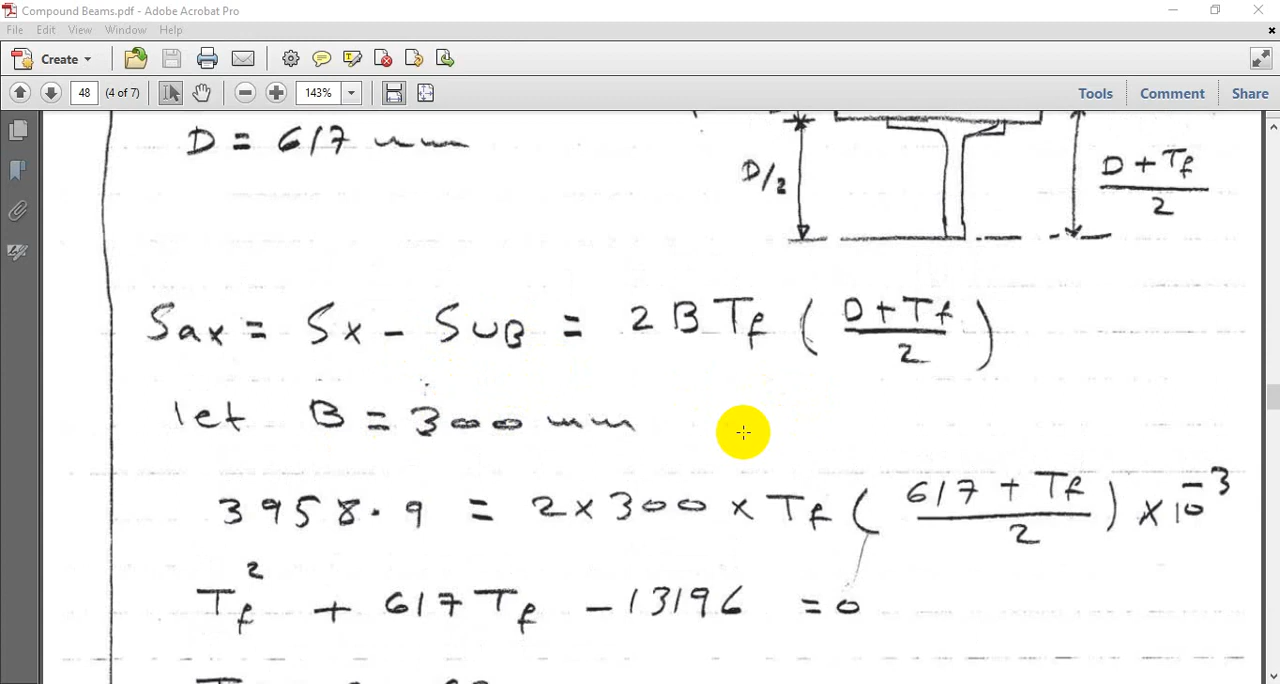 Compound Beams.pdf - Adobe Acrobat Pro
File Edit View Window Help
Create
48 (4 of 7) 143% Tools Comment Share
D = 617 mm
D/2
D + Tf / 2
Sax = Sx - SUB = 2 B Tf ( D + Tf / 2 )
let B = 300 mm
3958.9 = 2 x 300 x Tf ( 617 + Tf / 2 ) x 10^-3
Tf^2 + 617 Tf - 13196 = 0